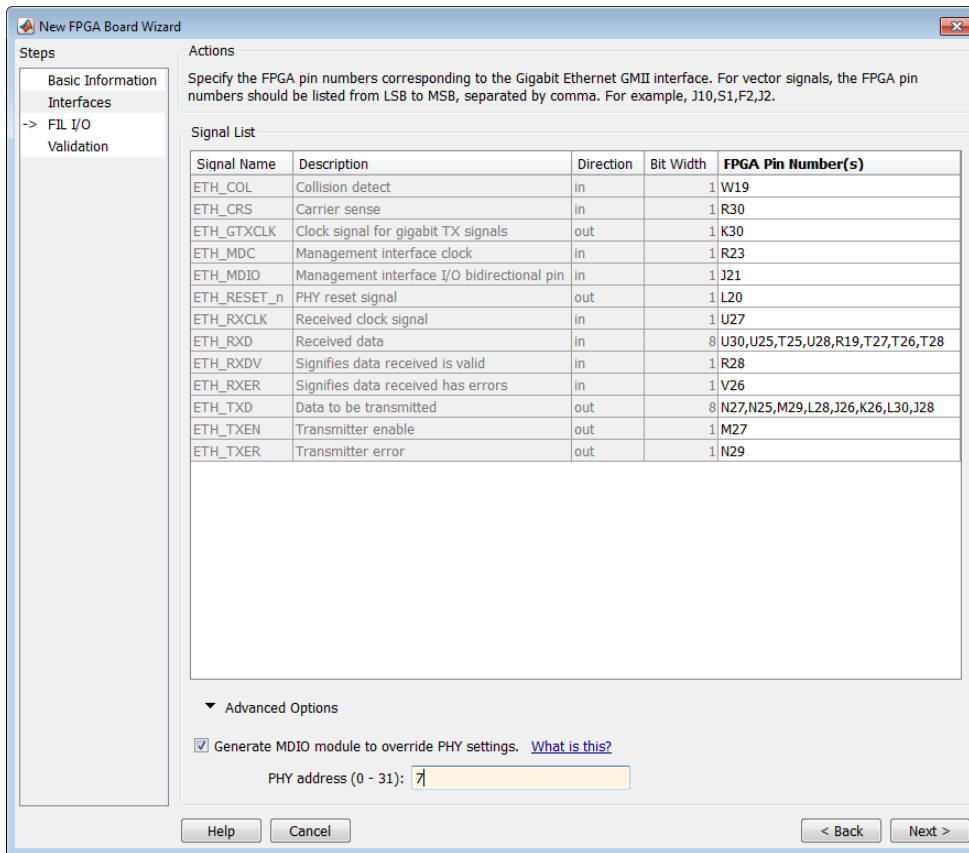 New FPGA Board Wizard
Steps
Basic Information
Interfaces
-> FIL I/O
Validation
Actions
Specify the FPGA pin numbers corresponding to the Gigabit Ethernet GMII interface. For vector signals, the FPGA pin
numbers should be listed from LSB to MSB, separated by comma. For example, J10,S1,F2,J2.
Signal List
Signal Name Description Direction Bit Width FPGA Pin Number(s)
ETH_COL Collision detect in 1 W19
ETH_CRS Carrier sense in 1 R30
ETH_GTXCLK Clock signal for gigabit TX signals out 1 K30
ETH_MDC Management interface clock in 1 R23
ETH_MDIO Management interface I/O bidirectional pin in 1 J21
ETH_RESET_n PHY reset signal out 1 L20
ETH_RXCLK Received clock signal in 1 U27
ETH_RXD Received data in 8 U30,U25,T25,U28,R19,T27,T26,T28
ETH_RXDV Signifies data received is valid in 1 R28
ETH_RXER Signifies data received has errors in 1 V26
ETH_TXD Data to be transmitted out 8 N27,N25,M29,L28,J26,K26,L30,J28
ETH_TXEN Transmitter enable out 1 M27
ETH_TXER Transmitter error out 1 N29
Advanced Options
Generate MDIO module to override PHY settings. What is this?
PHY address (0 - 31): 7
Help Cancel < Back Next >